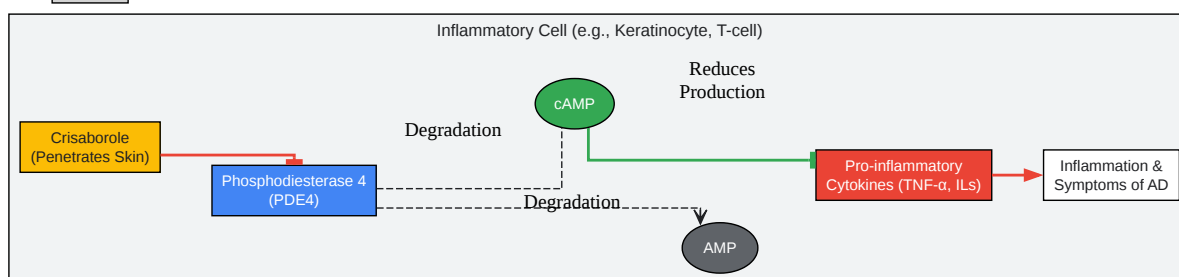 Inflammatory Cell (e.g., Keratinocyte, T-cell)
Reduces
Production
cAMP
Degradation
Crisaborole
(Penetrates Skin)
Phosphodiesterase 4
(PDE4)
Pro-inflammatory
Cytokines (TNF-α, ILs)
Inflammation &
Symptoms of AD
Degradation
AMP